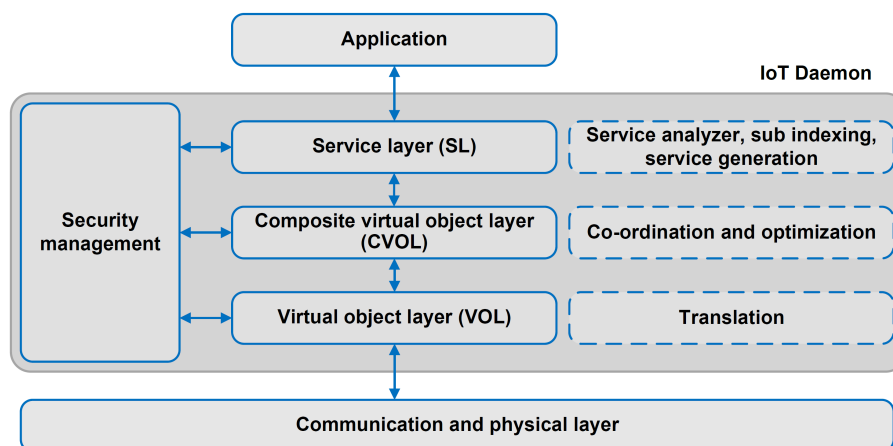 Application
IoT Daemon
Service layer (SL)
Service analyzer, sub indexing,
service generation
Security
management
Composite virtual object layer
(CVOL)
Co-ordination and optimization
Virtual object layer (VOL)
Translation
Communication and physical layer